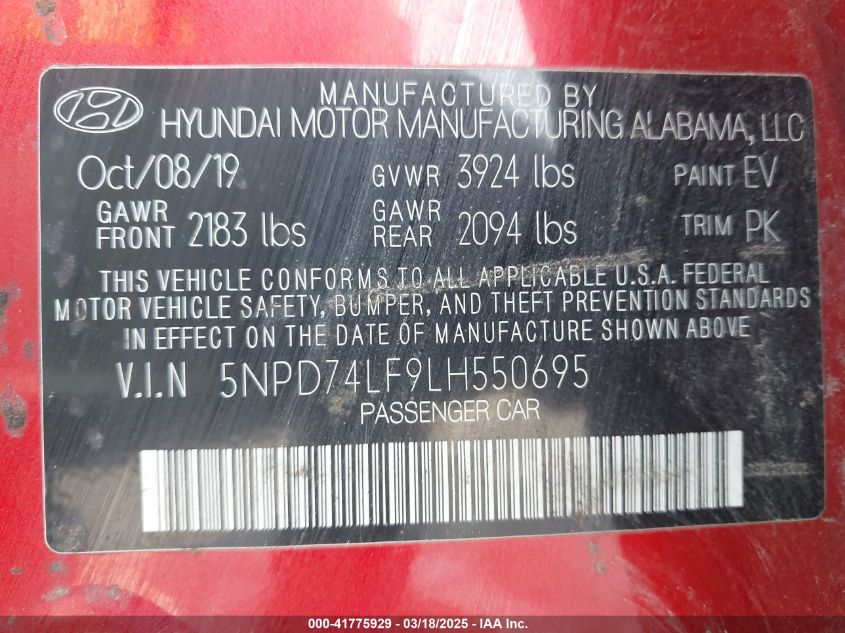 MANUFACTURED BY
HYUNDAI MOTOR MANUFACTURING ALABAMA, LLC
Oct/08/19 GVWR 3924 lbs PAINT EV
GAWR FRONT 2183 lbs GAWR REAR 2094 lbs TRIM PK
THIS VEHICLE CONFORMS TO ALL APPLICABLE U.S.A. FEDERAL
MOTOR VEHICLE SAFETY, BUMPER, AND THEFT PREVENTION STANDARDS
IN EFFECT ON THE DATE OF MANUFACTURE SHOWN ABOVE
V.I.N 5NPD74LF9LH550695
PASSENGER CAR
000-41775929 - 03/18/2025 - IAAI.COM